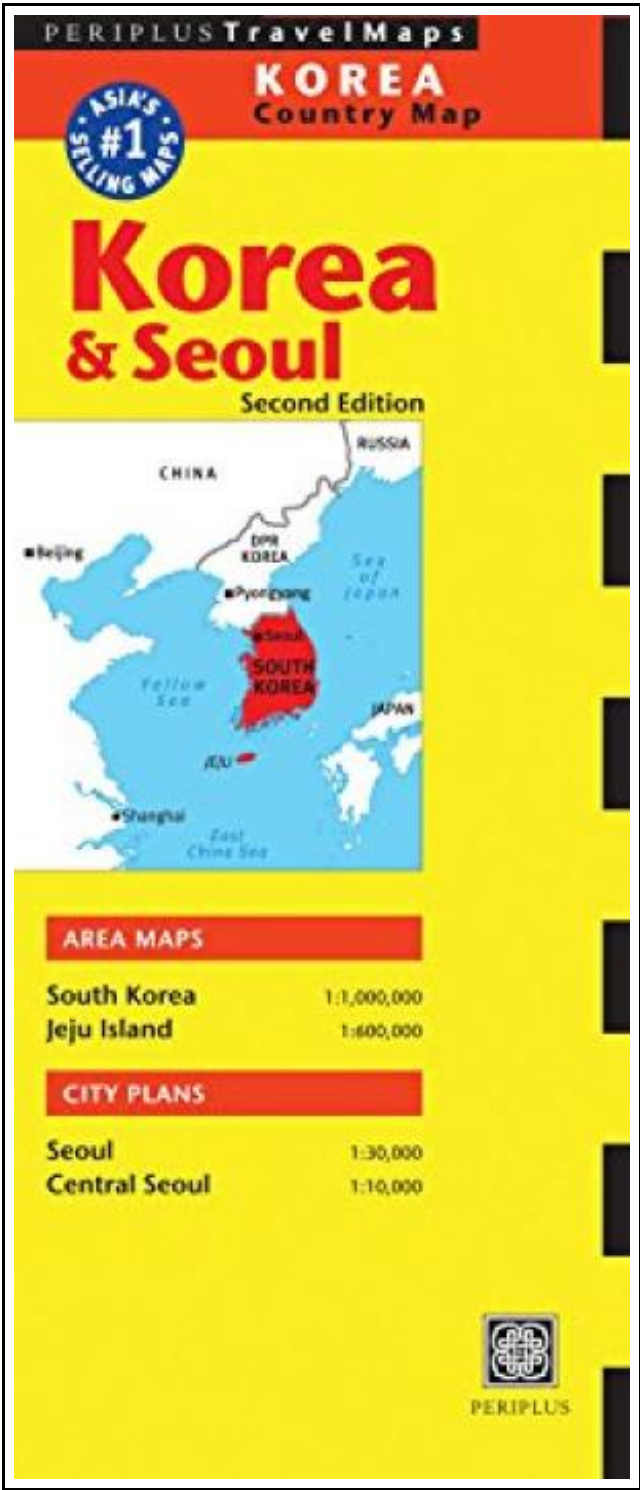 PERIPLUS TravelMaps
KOREA
Country Map
ASIA'S
#1
SELLING MAPS
Korea
& Seoul
Second Edition
RUSSIA
CHINA
DPR
KOREA
Beijing
Sea
of
Japan
Pyongyang
Seoul
SOUTH
KOREA
Yellow
Sea
JAPAN
JEJU
Shanghai
East
China Sea
AREA MAPS
South Korea 1:1,000,000
Jeju Island 1:600,000
CITY PLANS
Seoul 1:30,000
Central Seoul 1:10,000
PERIPLUS